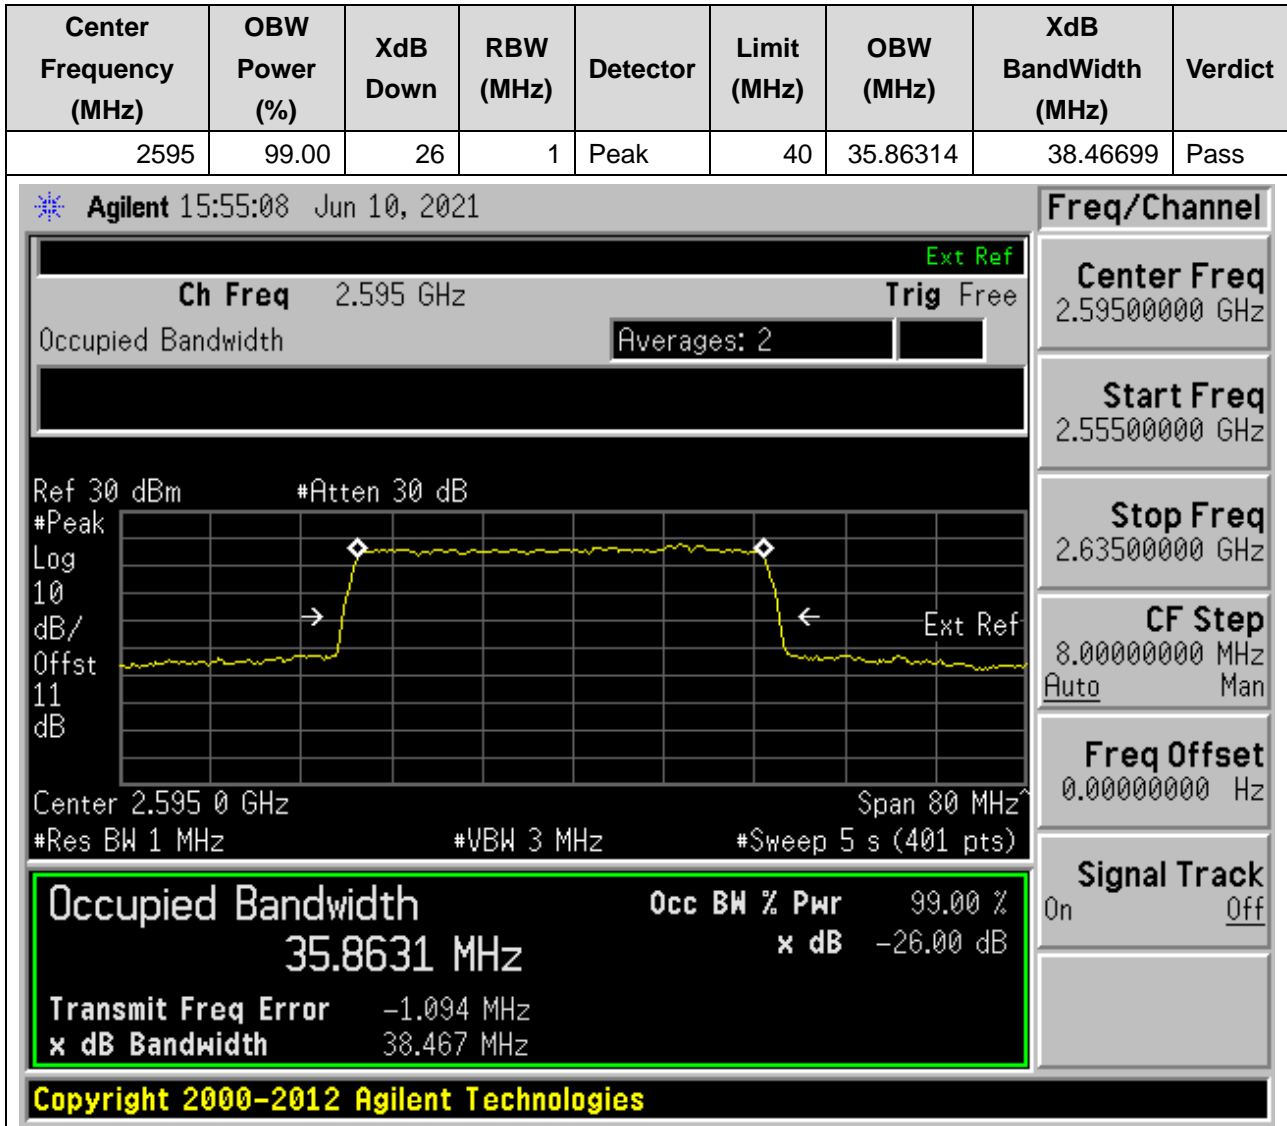 Center Frequency (MHz) OBW Power (%) XdB Down RBW (MHz) Detector Limit (MHz) OBW (MHz) XdB BandWidth (MHz) Verdict
2595 99.00 26 1 Peak 40 35.86314 38.46699 Pass
Agilent 15:55:08 Jun 10, 2021
Freq/Channel
Ext Ref
Ch Freq 2.595 GHz Trig Free
Occupied Bandwidth Averages: 2
Center Freq
2.59500000 GHz
Start Freq
2.55500000 GHz
Stop Freq
2.63500000 GHz
CF Step
8.00000000 MHz
Auto Man
Freq Offset
0.00000000 Hz
Signal Track
On Off
Ref 30 dBm #Atten 30 dB
#Peak
Log
10
dB/
Offst
11
dB
Ext Ref
Center 2.595 0 GHz Span 80 MHz^
#Res BW 1 MHz #VBW 3 MHz #Sweep 5 s (401 pts)
Occupied Bandwidth
35.8631 MHz
Occ BW % Pwr 99.00 %
x dB -26.00 dB
Transmit Freq Error -1.094 MHz
x dB Bandwidth 38.467 MHz
Copyright 2000-2012 Agilent Technologies